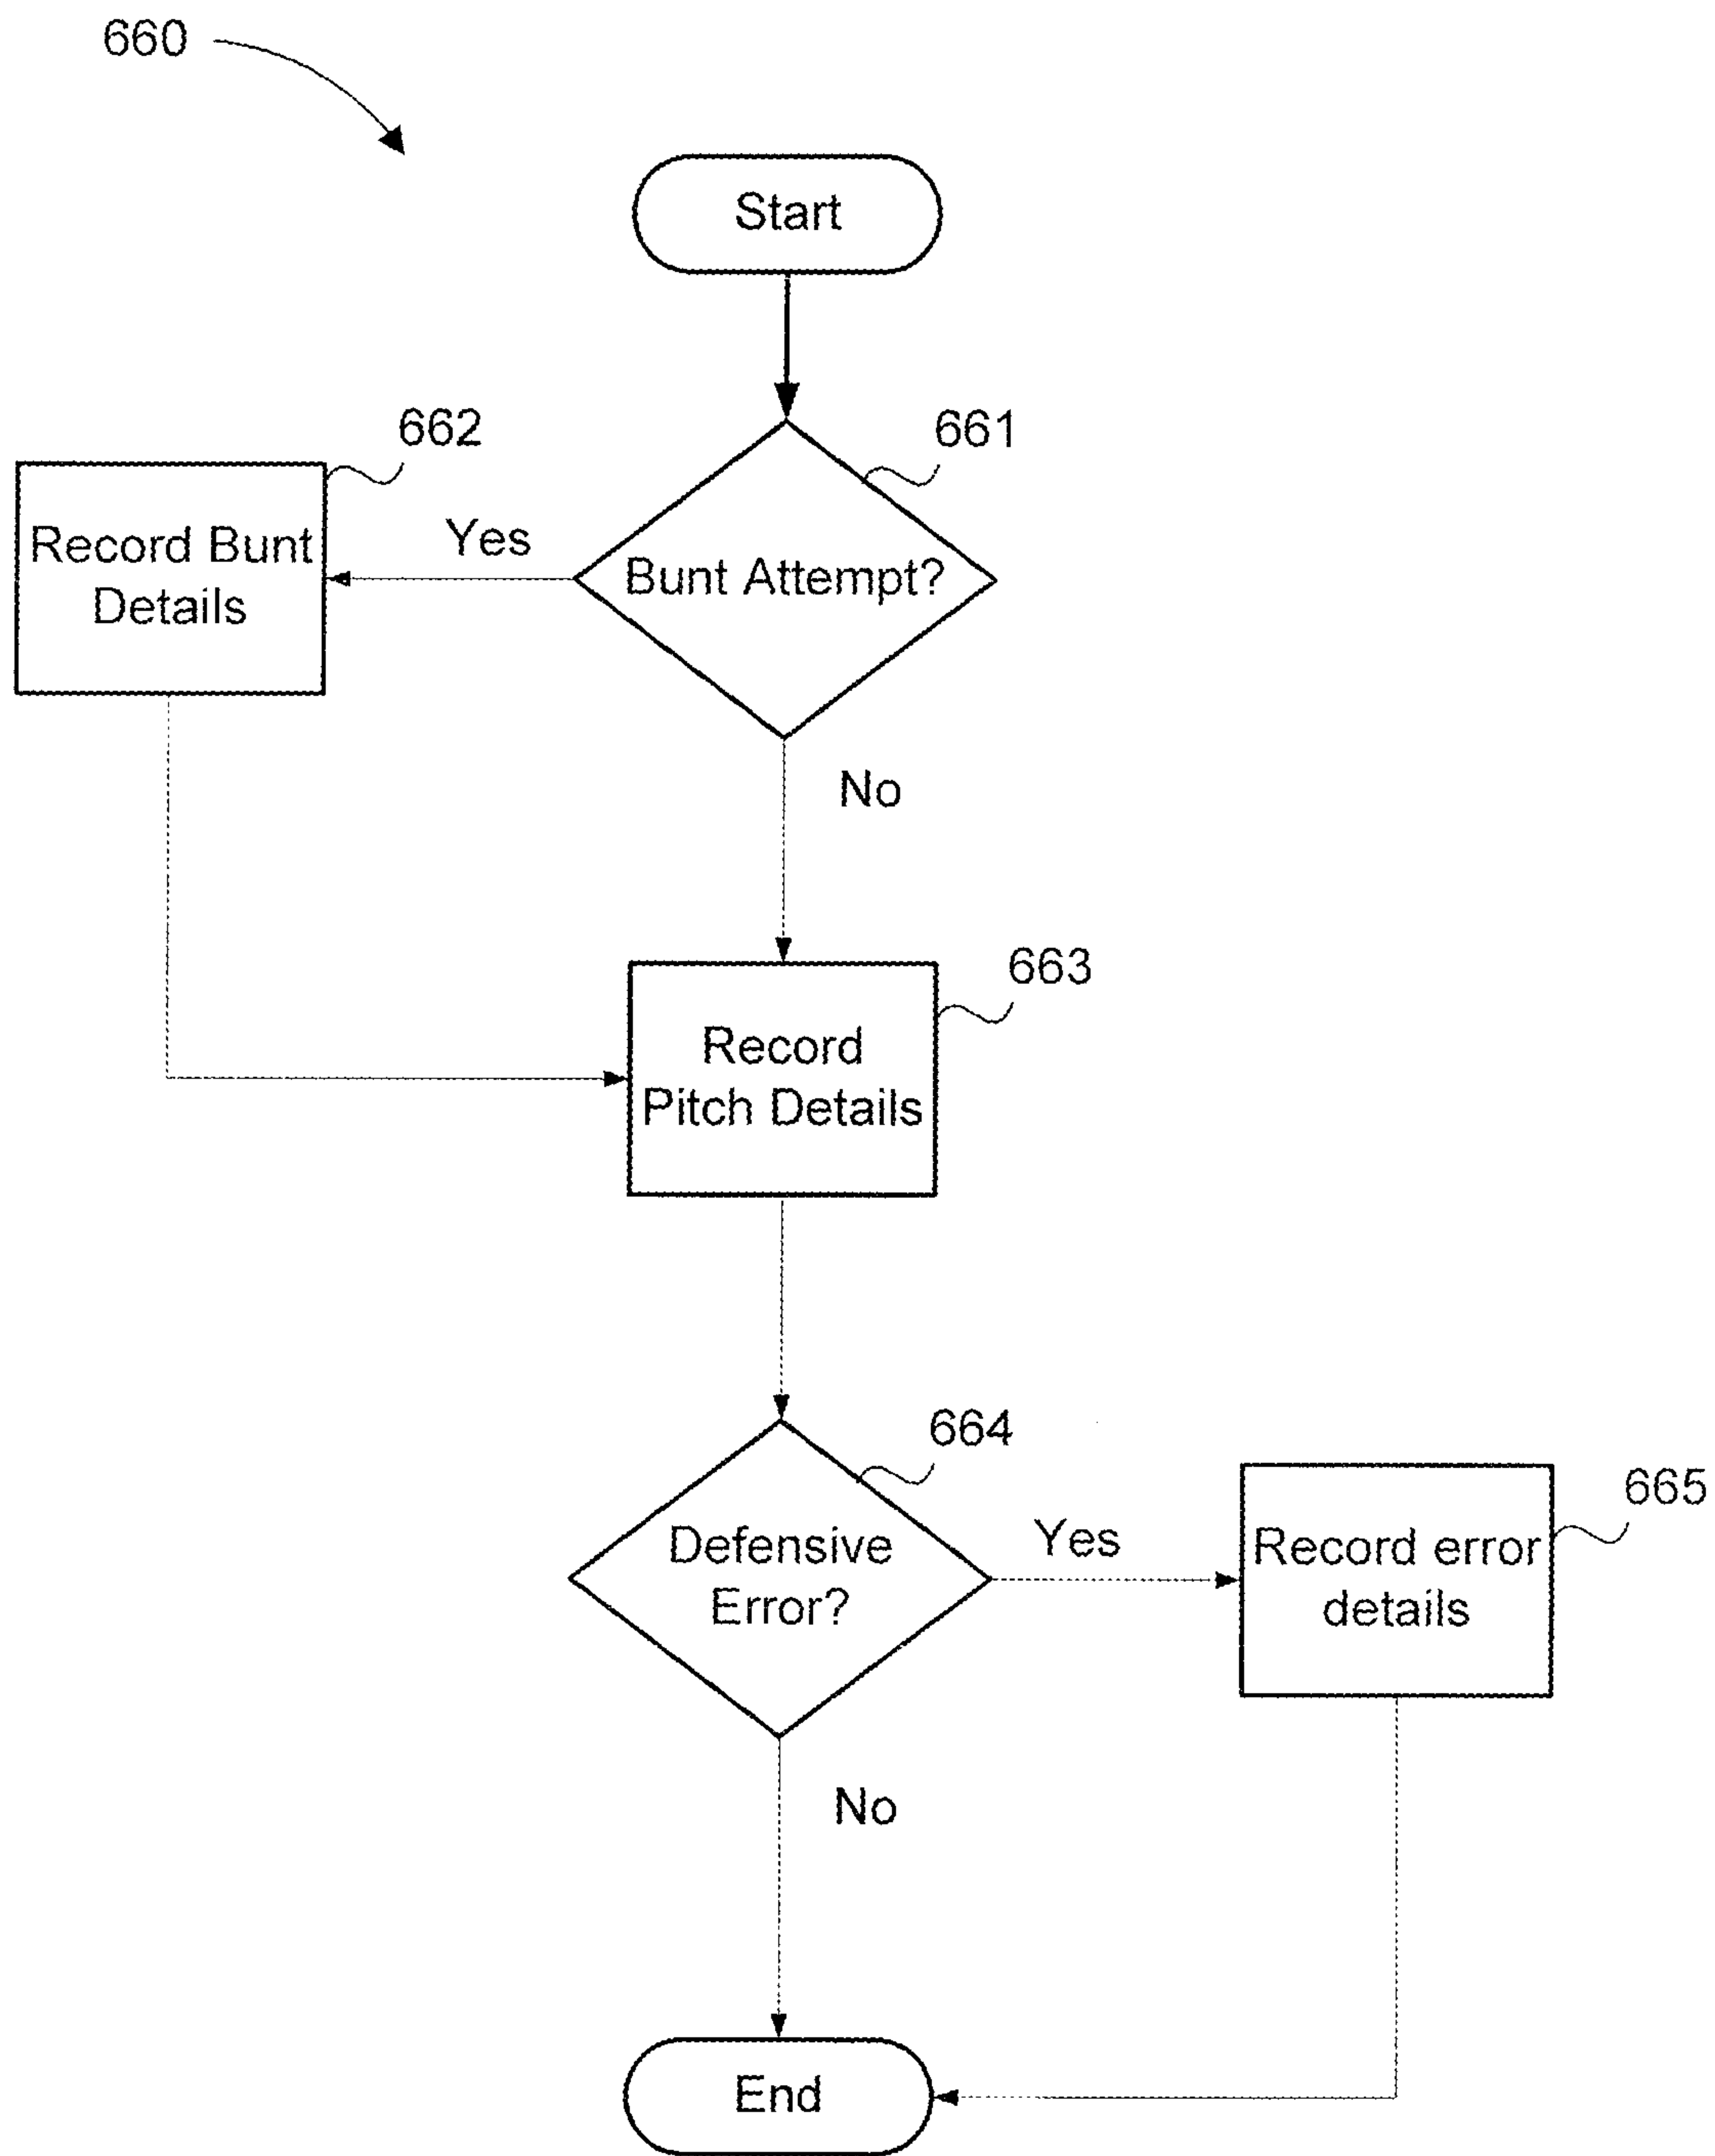 660
Start
661
662
Record Bunt
Details
Yes
Bunt Attempt?
No
663
Record
Pitch Details
664
665
Defensive
Error?
Yes
Record error
details
No
End